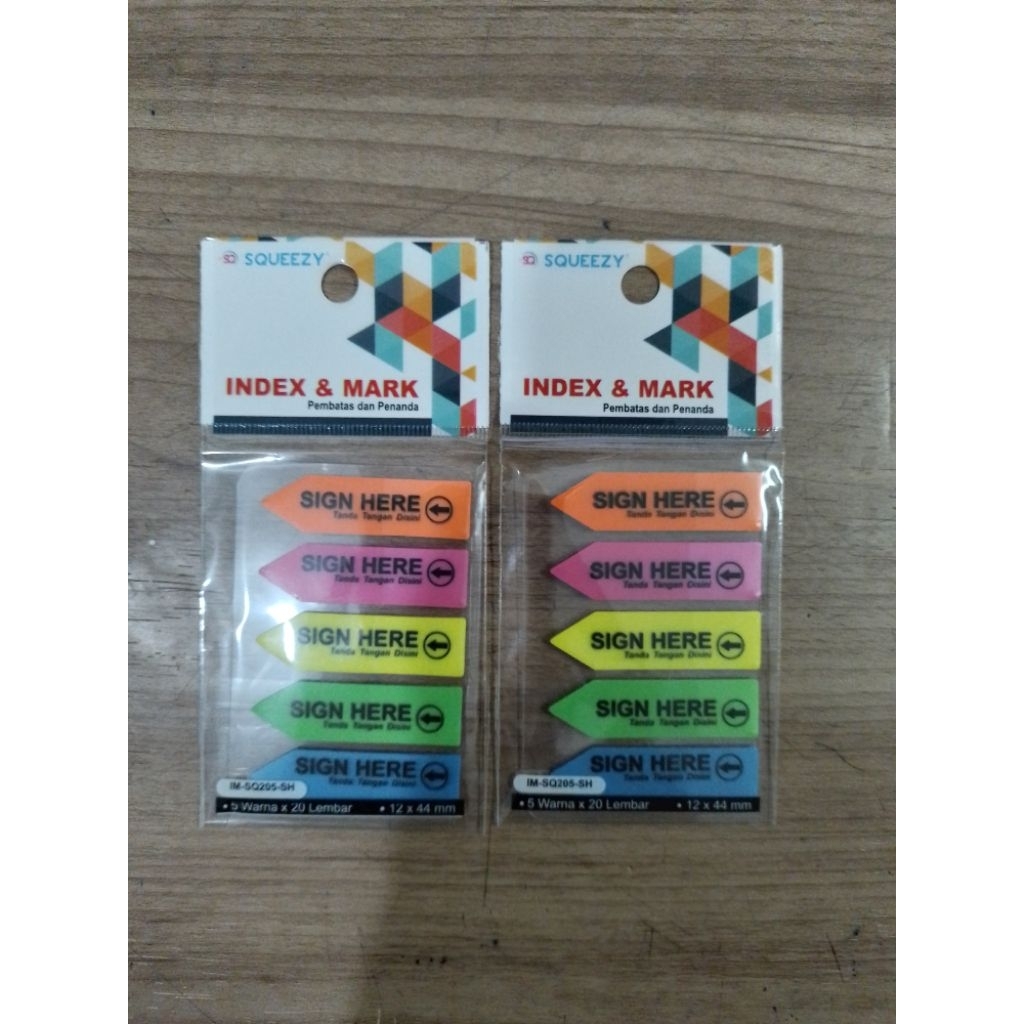 SQ SQUEEZY
INDEX & MARK
Pembatas dan Penanda
SIGN HERE
Tanda Tangan Disini
SIGN HERE
Tanda Tangan Disini
SIGN HERE
Tanda Tangan Disini
SIGN HERE
Tanda Tangan Disini
SIGN HERE
Tanda Tangan Disini
IM-SQ205-SH
• 5 Warna x 20 Lembar • 12 x 44 mm
SQ SQUEEZY
INDEX & MARK
Pembatas dan Penanda
SIGN HERE
Tanda Tangan Disini
SIGN HERE
Tanda Tangan Disini
SIGN HERE
Tanda Tangan Disini
SIGN HERE
Tanda Tangan Disini
SIGN HERE
Tanda Tangan Disini
IM-SQ205-SH
• 5 Warna x 20 Lembar • 12 x 44 mm